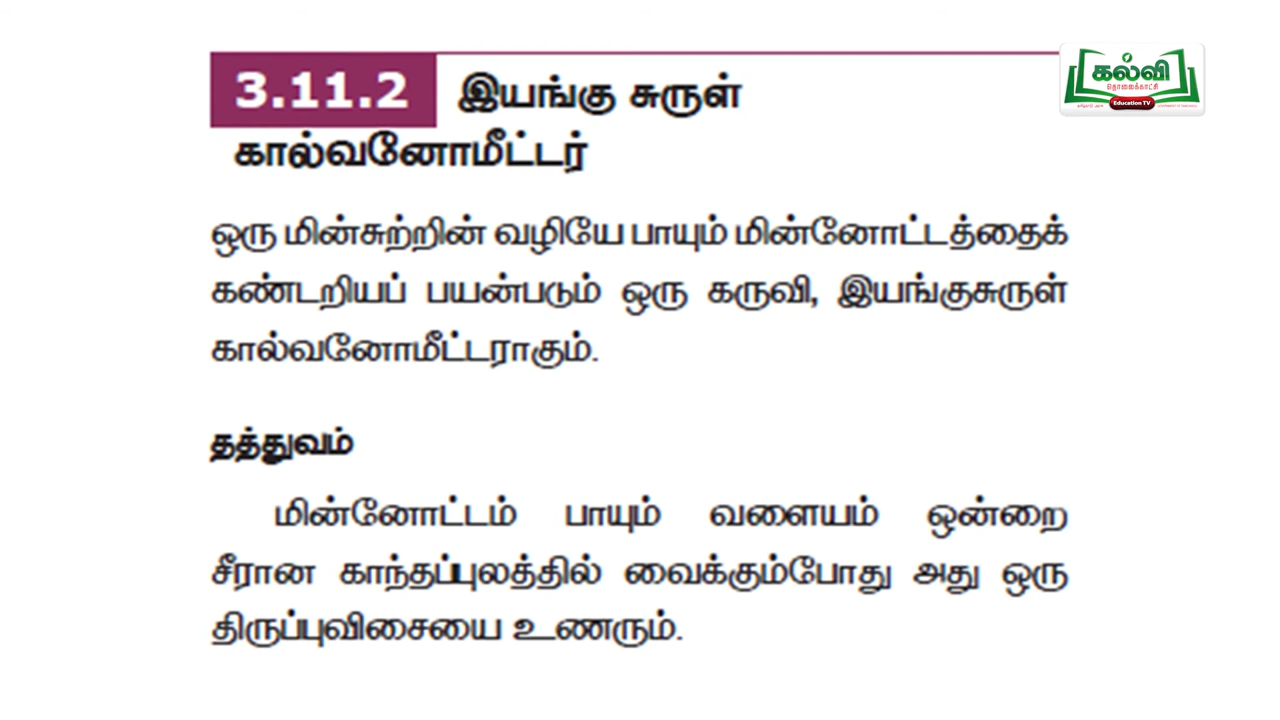 3.11.2 இயங்கு சுருள்
கால்வனோமீட்டர்
ஒரு மின்சுற்றின் வழியே பாயும் மின்னோட்டத்தைக்
கண்டறியப் பயன்படும் ஒரு கருவி, இயங்குசுருள்
கால்வனோமீட்டராகும்.
தத்துவம்
மின்னோட்டம் பாயும் வளையம் ஒன்றை
சீரான காந்தப்புலத்தில் வைக்கும்போது அது ஒரு
திருப்புவிசையை உணரும்.
கல்வி
தொலைக்காட்சி
Education TV